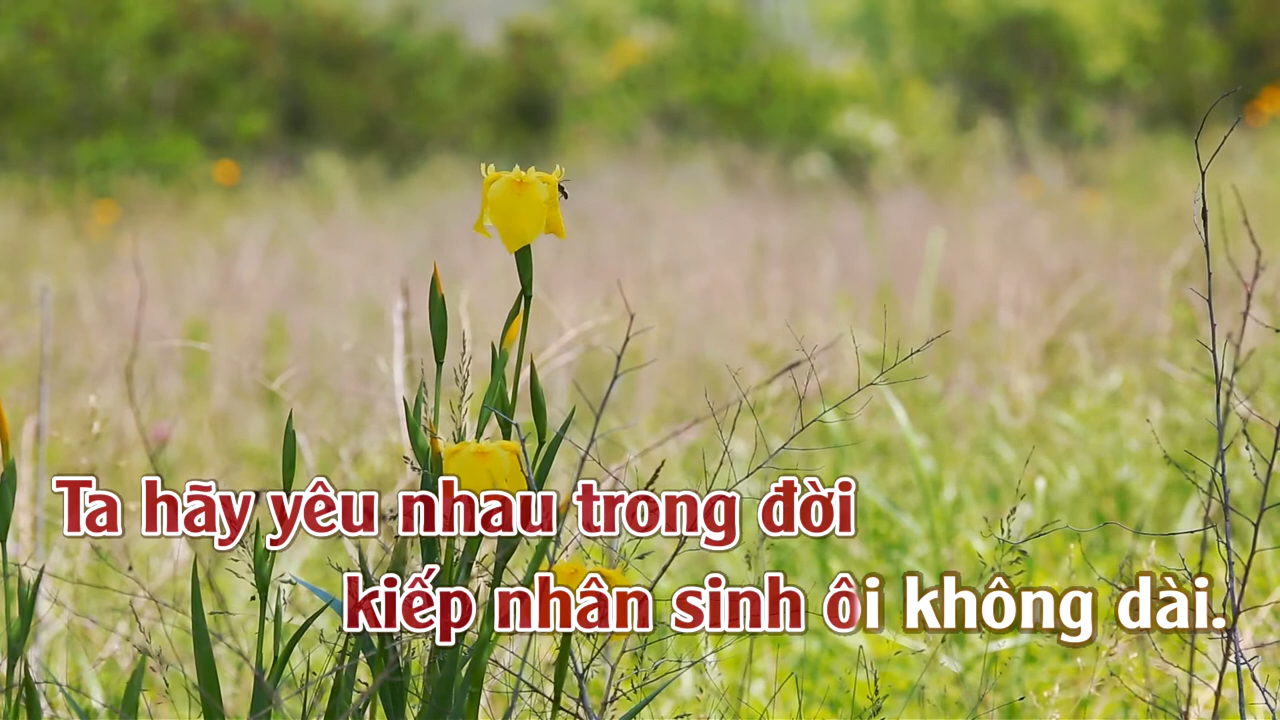 Ta hãy yêu nhau trong đời
kiếp nhân sinh ôi không dài.